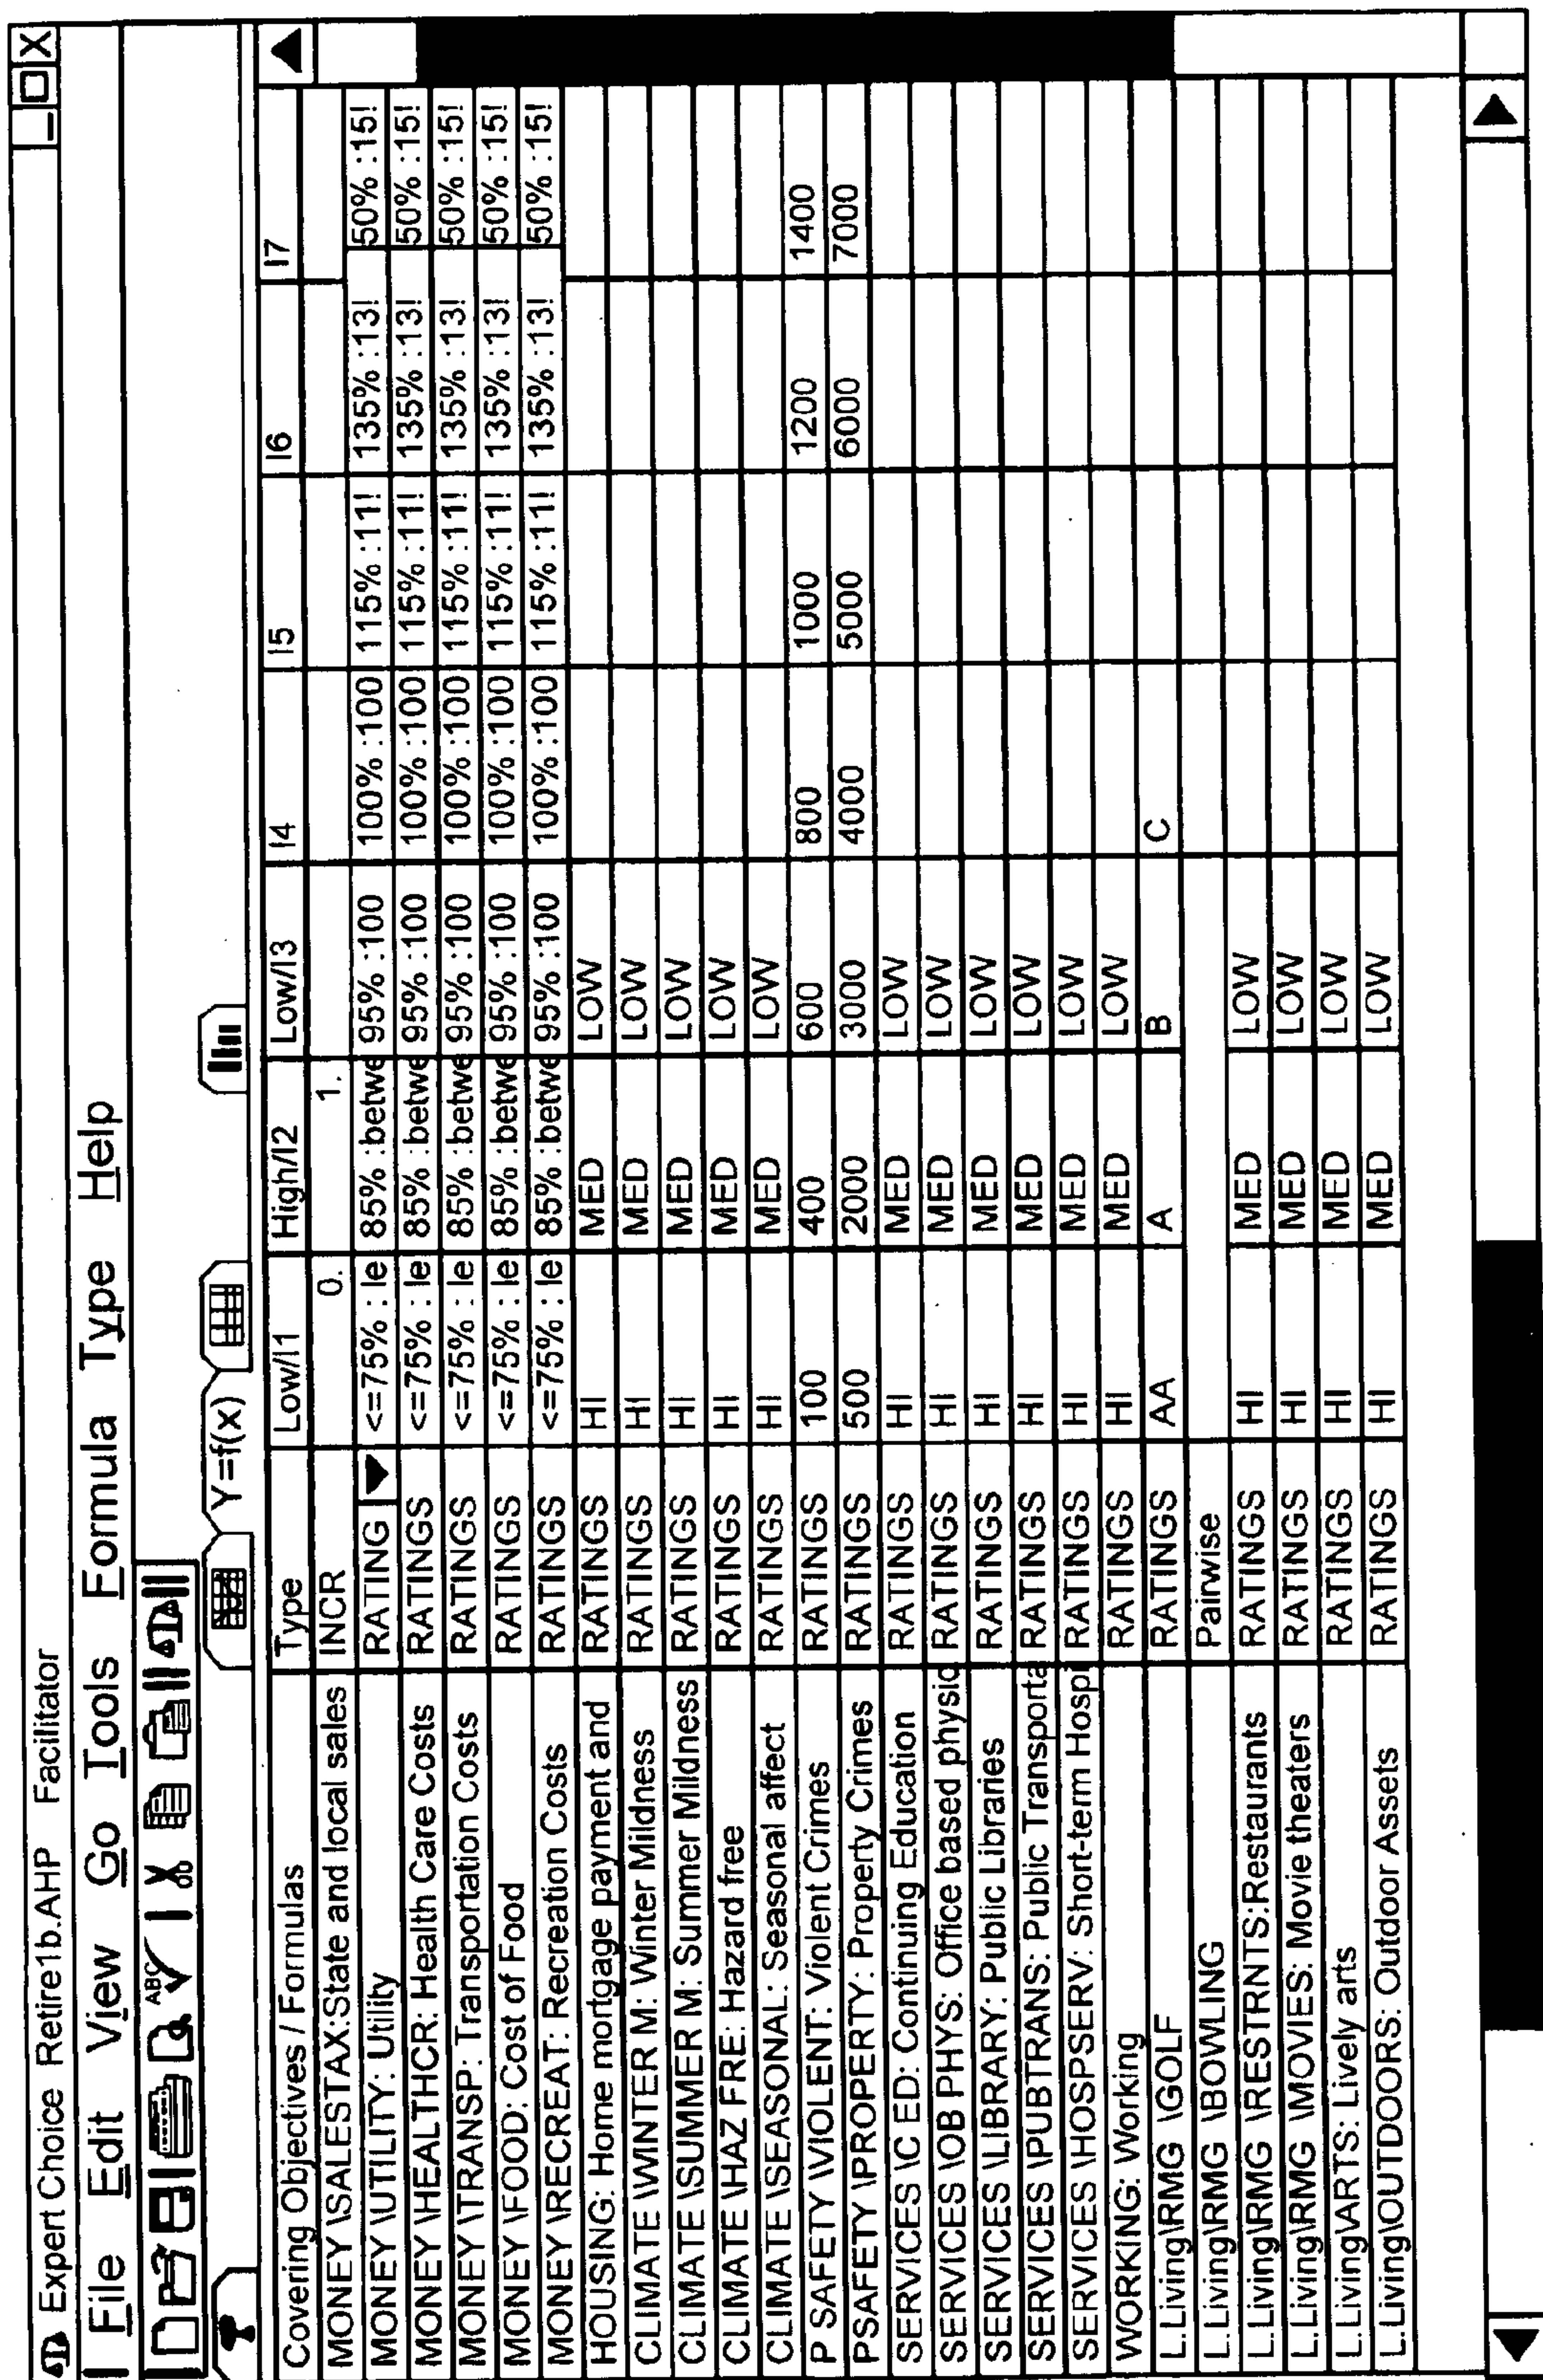 Expert Choice Retire1b.AHP Facilitator
File Edit View Go Tools Formula Type Help
ABC
Y=f(x)
Covering Objectives / Formulas Type Low/I1 High/I2 Low/I3 I4 I5 I6 I7
MONEY \SALESTAX:State and local sales INCR 0. 1.
MONEY \UTILITY: Utility RATING <=75% : le 85% :betwe 95% :100 100% :100 115% :11! 135% :13! 50% :15!
MONEY \HEALTHCR: Health Care Costs RATINGS <=75% : le 85% :betwe 95% :100 100% :100 115% :11! 135% :13! 50% :15!
MONEY \TRANSP: Transportation Costs RATINGS <=75% : le 85% :betwe 95% :100 100% :100 115% :11! 135% :13! 50% :15!
MONEY \FOOD: Cost of Food RATINGS <=75% : le 85% :betwe 95% :100 100% :100 115% :11! 135% :13! 50% :15!
MONEY \RECREAT: Recreation Costs RATINGS <=75% : le 85% :betwe 95% :100 100% :100 115% :11! 135% :13! 50% :15!
HOUSING: Home mortgage payment and RATINGS HI MED LOW
CLIMATE \WINTER M: Winter Mildness RATINGS HI MED LOW
CLIMATE \SUMMER M: Summer Mildness RATINGS HI MED LOW
CLIMATE \HAZ FRE: Hazard free RATINGS HI MED LOW
CLIMATE \SEASONAL: Seasonal affect RATINGS HI MED LOW
P SAFETY \VIOLENT: Violent Crimes RATINGS 100 400 600 800 1000 1200 1400
PSAFETY \PROPERTY: Property Crimes RATINGS 500 2000 3000 4000 5000 6000 7000
SERVICES \C ED: Continuing Education RATINGS HI MED LOW
SERVICES \OB PHYS: Office based physic RATINGS HI MED LOW
SERVICES \LIBRARY: Public Libraries RATINGS HI MED LOW
SERVICES \PUBTRANS: Public Transporta RATINGS HI MED LOW
SERVICES \HOSPSERV: Short-term Hospi RATINGS HI MED LOW
WORKING: Working RATINGS HI MED LOW
L.Living\RMG \GOLF RATINGS AA A B C
L.Living\RMG \BOWLING Pairwise
L.Living\RMG \RESTRNTS:Restaurants RATINGS HI MED LOW
L.Living\RMG \MOVIES: Movie theaters RATINGS HI MED LOW
L.Living\ARTS: Lively arts RATINGS HI MED LOW
L.Living\OUTDOORS: Outdoor Assets RATINGS HI MED LOW